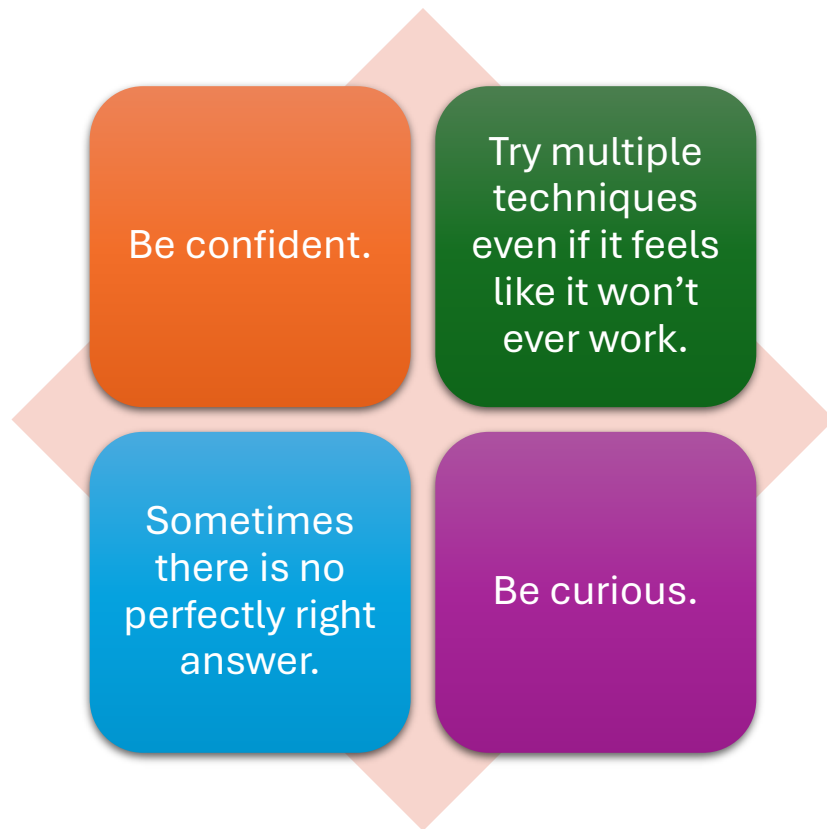 Be confident.
Try multiple
techniques
even if it feels
like it won’t
ever work.
Sometimes
there is no
perfectly right
answer.
Be curious.